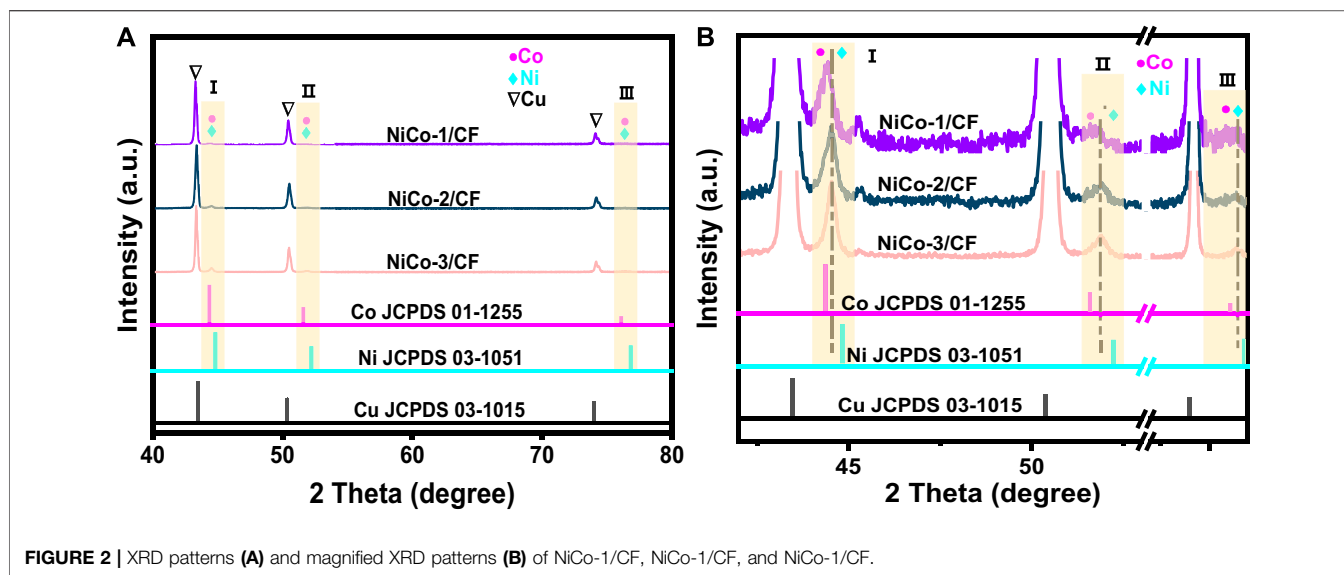 A
Co
Ni
Cu
I
II
III
NiCo-1/CF
NiCo-2/CF
NiCo-3/CF
Co JCPDS 01-1255
Ni JCPDS 03-1051
Cu JCPDS 03-1015
Intensity (a.u.)
40 50 60 70 80
2 Theta (degree)
B
Co
Ni
I
II
III
NiCo-1/CF
NiCo-2/CF
NiCo-3/CF
Co JCPDS 01-1255
Ni JCPDS 03-1051
Cu JCPDS 03-1015
Intensity (a.u.)
45 50
2 Theta (degree)
FIGURE 2 | XRD patterns (A) and magnified XRD patterns (B) of NiCo-1/CF, NiCo-1/CF, and NiCo-1/CF.